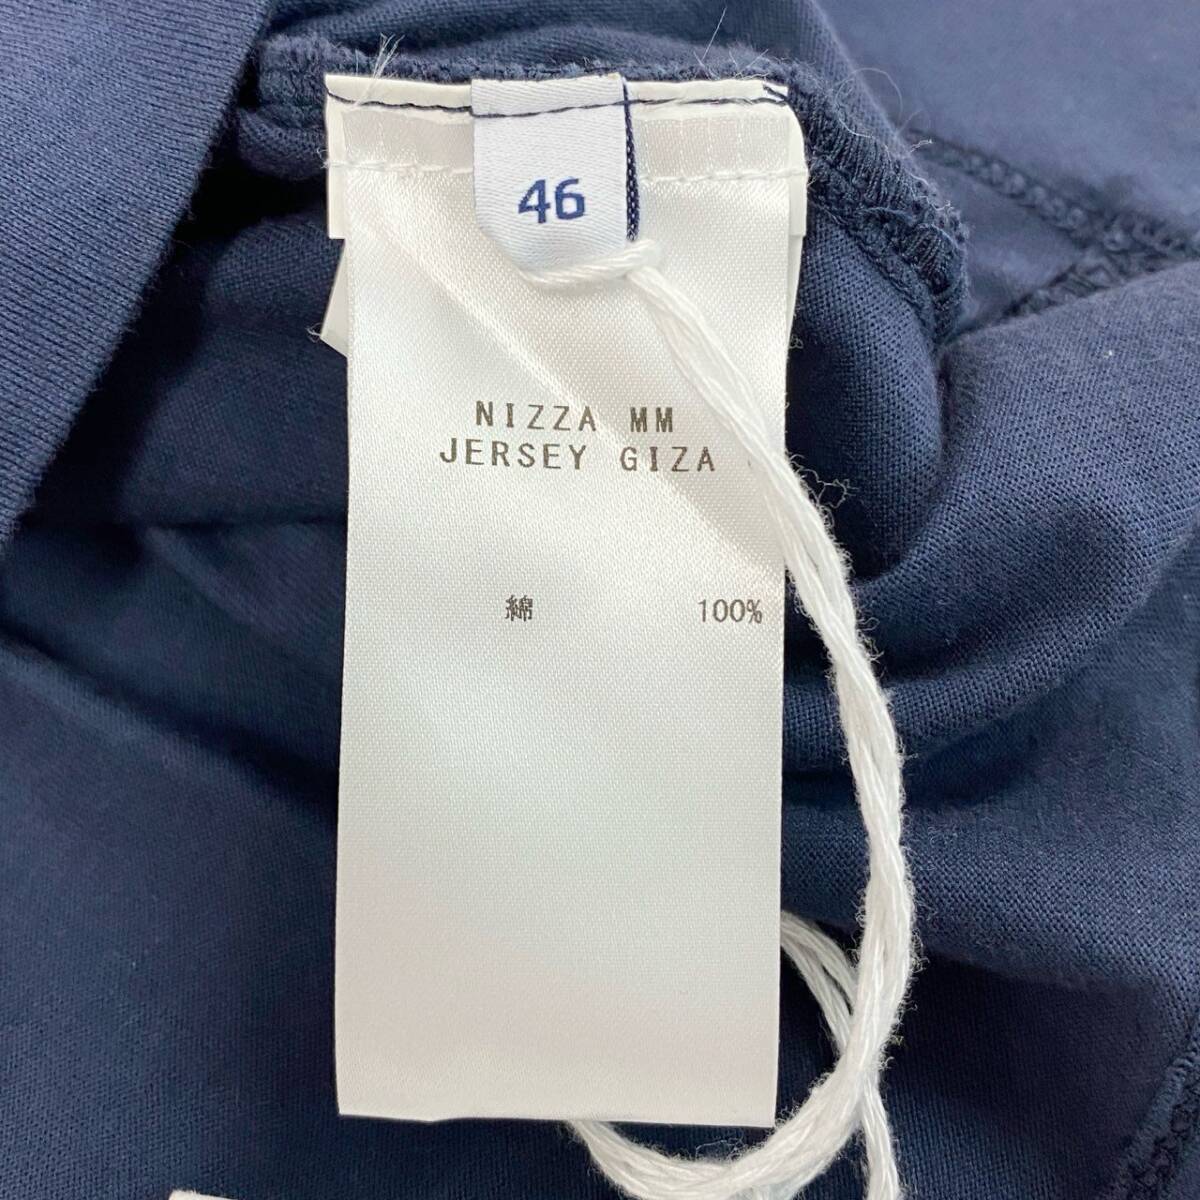 46
NIZZA MM
JERSEY GIZA
綿 100%